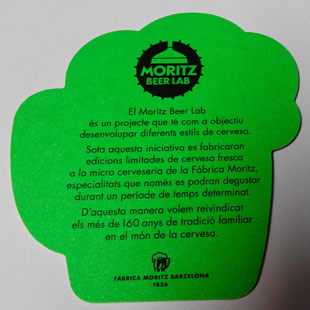 MORITZ
BEER LAB
El Moritz Beer Lab
és un projecte que té com a objectiu
desenvolupar diferents estils de cervesa.
Sota aquesta iniciativa es fabricaran
edicions limitades de cervesa fresca
a la micro cerveseria de la Fàbrica Moritz,
especialitats que només es podran degustar
durant un període de temps determinat.
D'aquesta manera volem reivindicar
els més de 160 anys de tradició familiar
en el món de la cervesa.
FÀBRICA MORITZ BARCELONA
1856